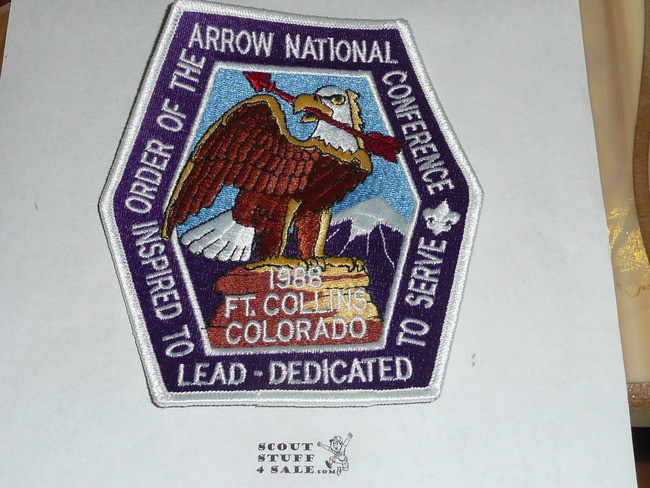 ORDER OF THE ARROW NATIONAL CONFERENCE
INSPIRED TO LEAD - DEDICATED TO SERVE
1988
FT. COLLINS
COLORADO
SCOUT
STUFF
4 SALE.com